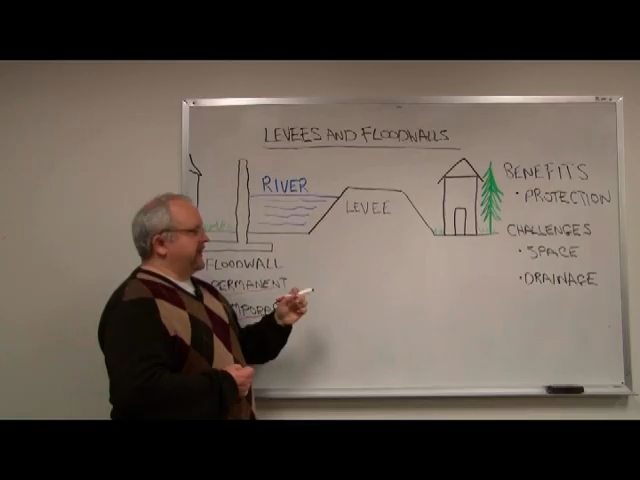 LEVEES AND FLOODWALLS
RIVER
LEVEE
FLOODWALL
PERMANENT
BENEFITS
• PROTECTION
CHALLENGES
• SPACE
• DRAINAGE